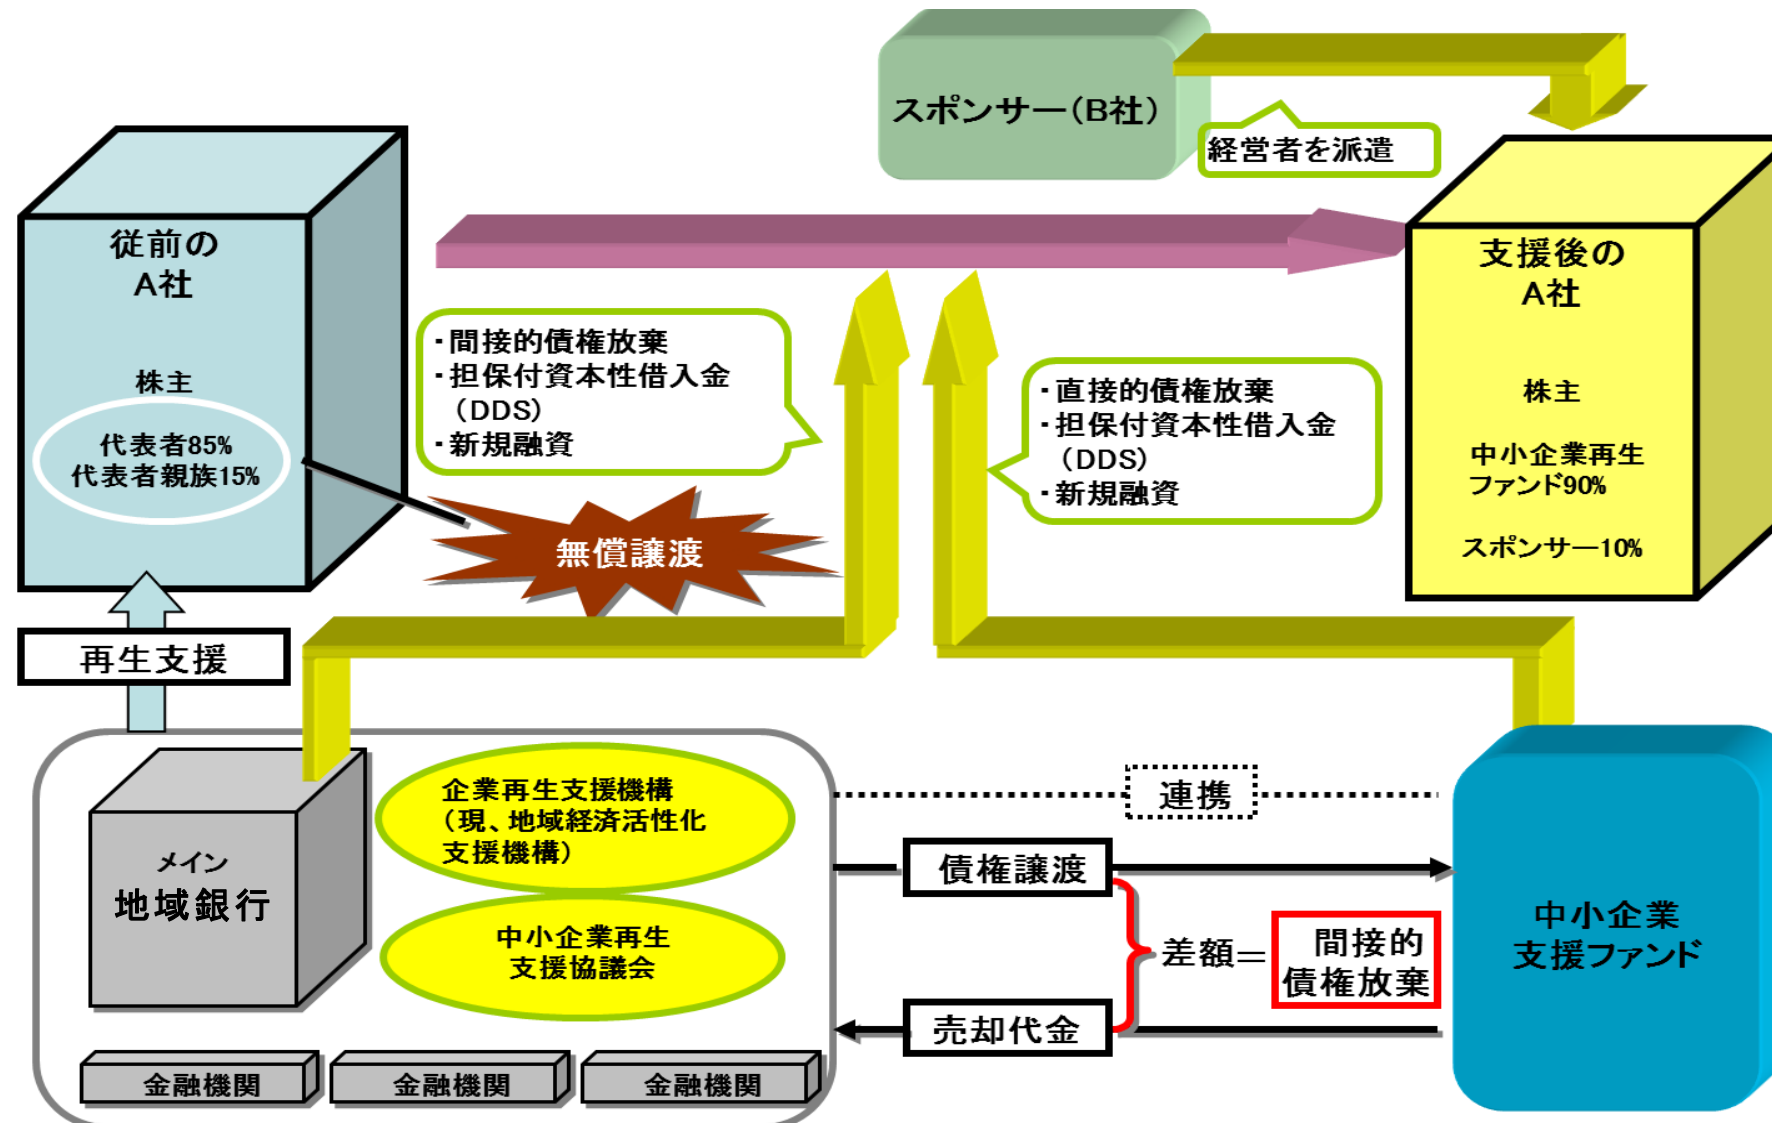 スポンサー(B社)
経営者を派遣
従前の
A社
株主
代表者85%
代表者親族15%
・間接的債権放棄
・担保付資本性借入金
(DDS)
・新規融資
・直接的債権放棄
・担保付資本性借入金
(DDS)
・新規融資
支援後の
A社
株主
中小企業再生
ファンド90%
スポンサー10%
無償譲渡
再生支援
メイン
地域銀行
企業再生支援機構
(現、地域経済活性化
支援機構)
中小企業再生
支援協議会
金融機関
金融機関
金融機関
連携
債権譲渡
差額=
間接的
債権放棄
売却代金
中小企業
支援ファンド